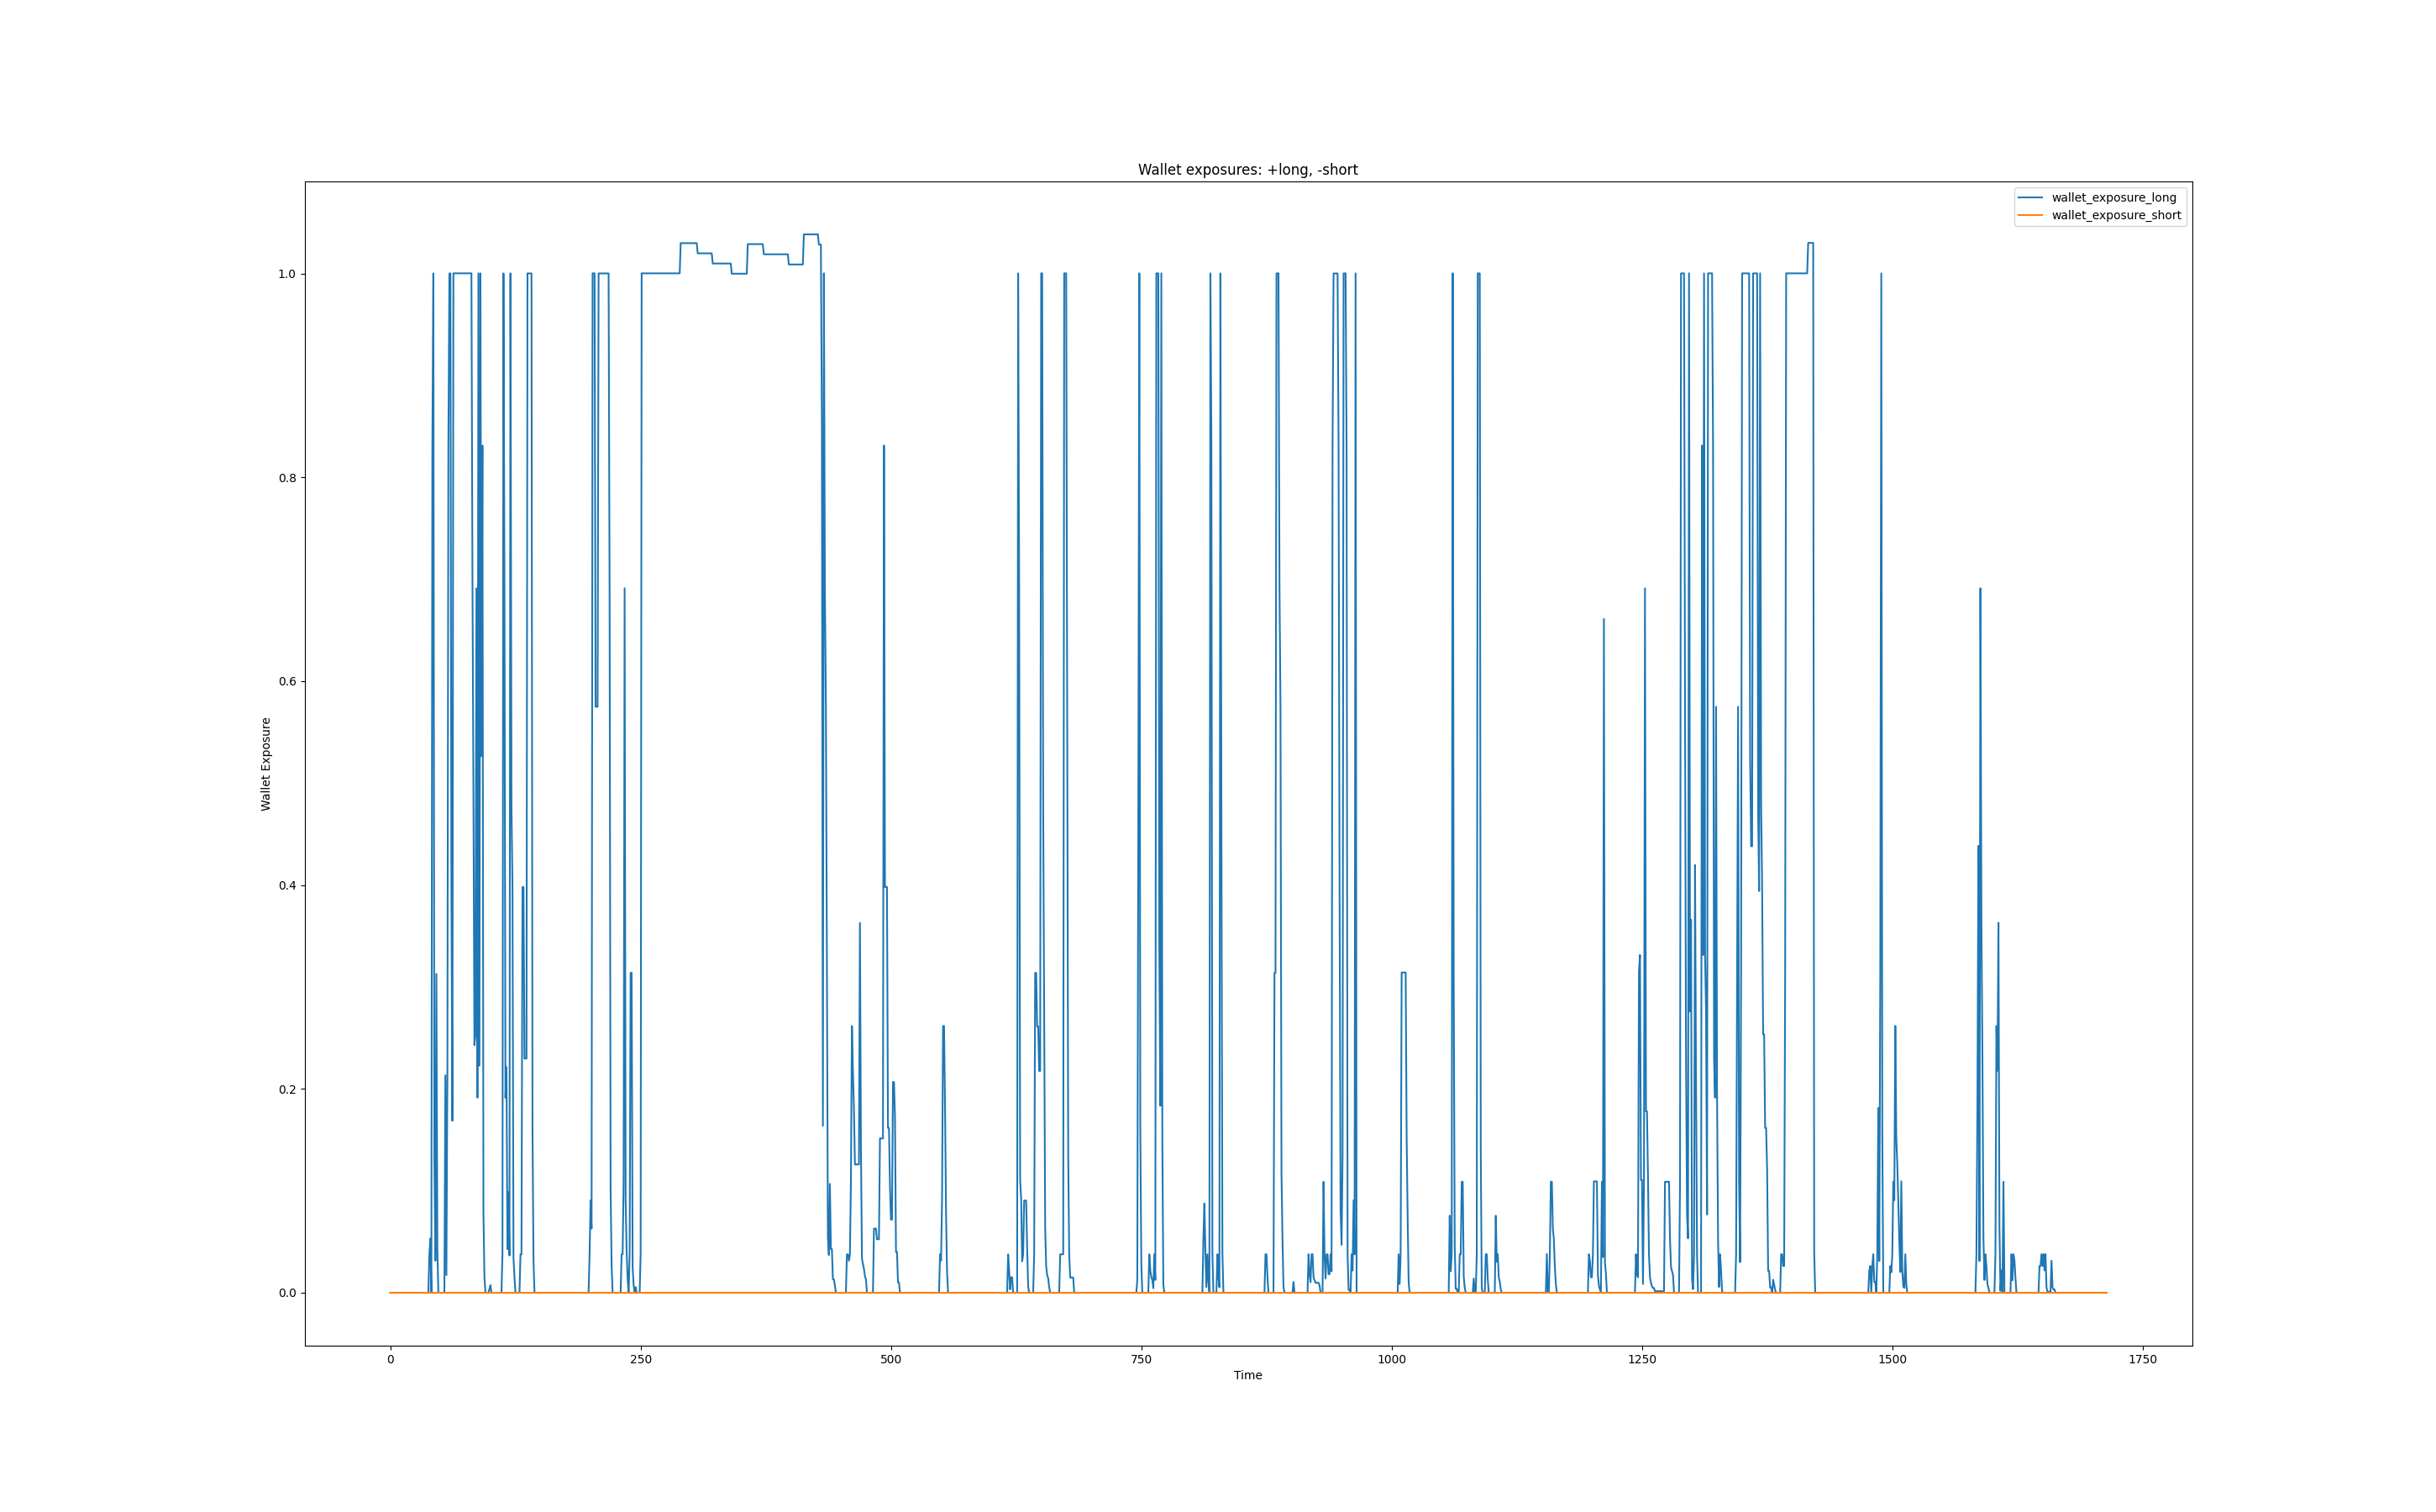 Wallet exposures: +long, -short
wallet_exposure_long
wallet_exposure_short
1.0
0.8
0.6
0.4
0.2
0.0
Wallet Exposure
0 250 500 750 1000 1250 1500 1750
Time